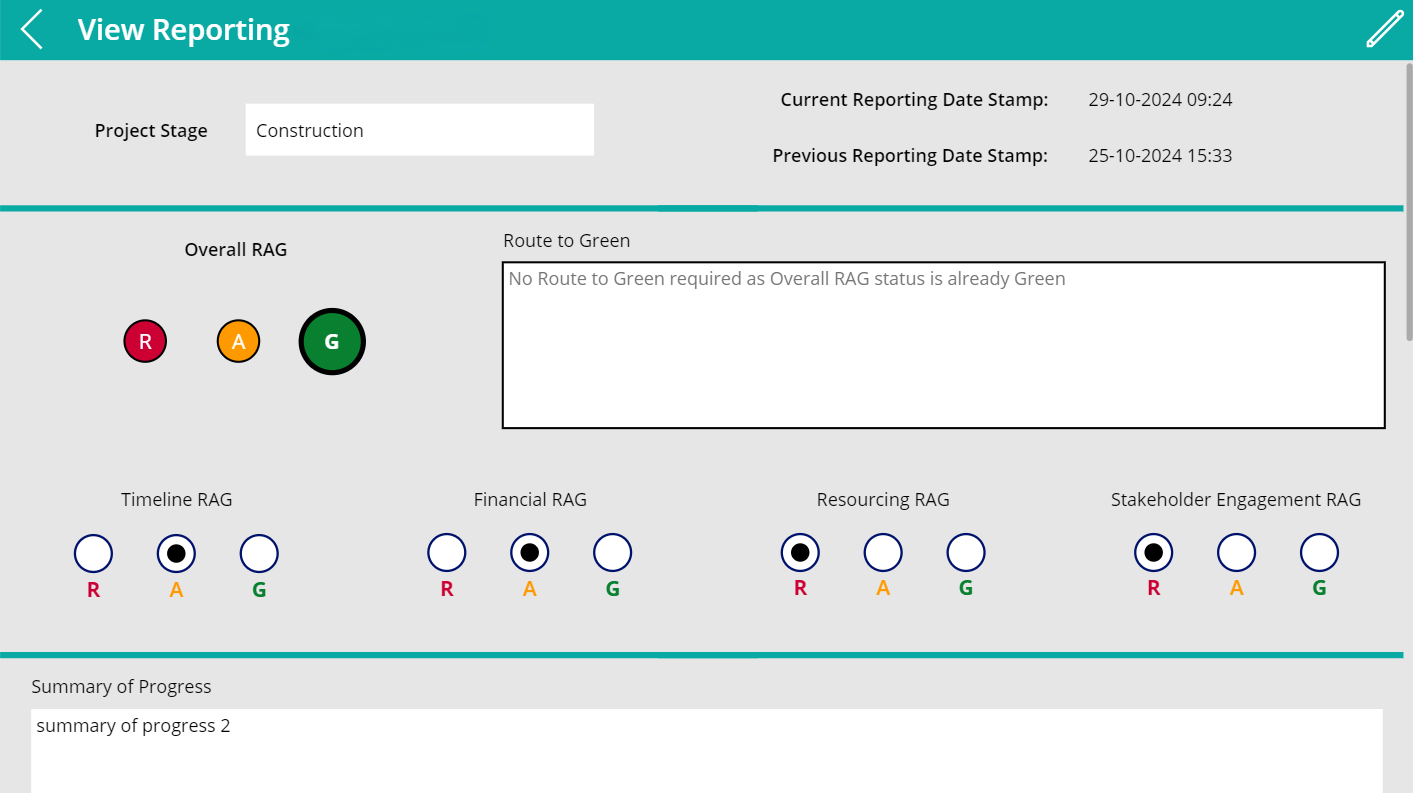 View Reporting
Project Stage
Construction
Current Reporting Date Stamp: 29-10-2024 09:24
Previous Reporting Date Stamp: 25-10-2024 15:33
Overall RAG
R A G
Route to Green
No Route to Green required as Overall RAG status is already Green
Timeline RAG
R A G
Financial RAG
R A G
Resourcing RAG
R A G
Stakeholder Engagement RAG
R A G
Summary of Progress
summary of progress 2